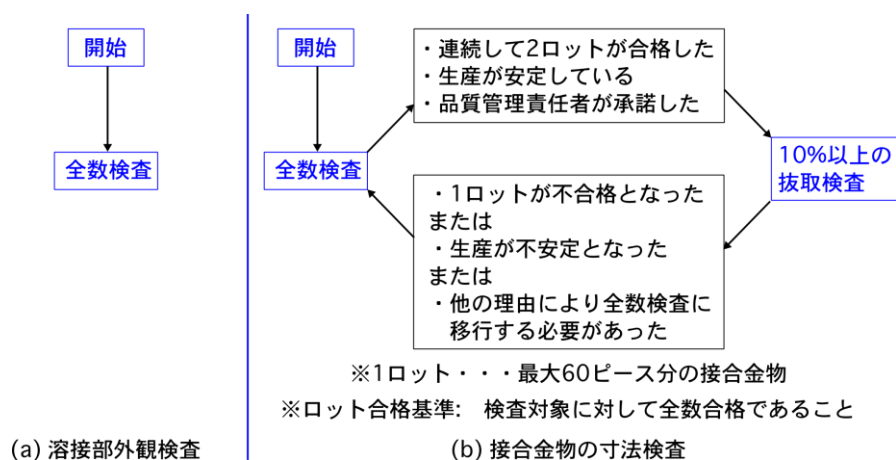 開始
全数検査
(a) 溶接部外観検査
開始
全数検査
・連続して2ロットが合格した
・生産が安定している
・品質管理責任者が承諾した
10%以上の
抜取検査
・1ロットが不合格となった
または
・生産が不安定となった
または
・他の理由により全数検査に
移行する必要があった
※1ロット・・・最大60ピース分の接合金物
※ロット合格基準: 検査対象に対して全数合格であること
(b) 接合金物の寸法検査